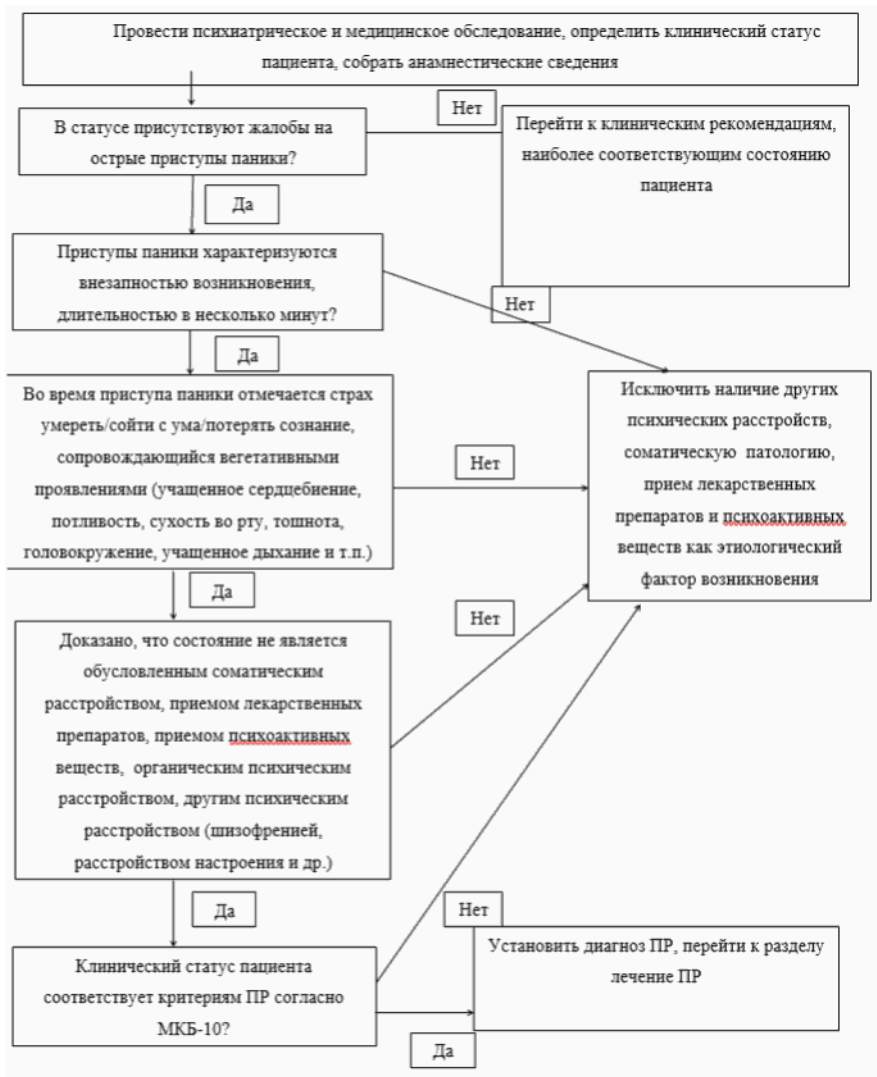 Провести психиатрическое и медицинское обследование, определить клинический статус
пациента, собрать анамнестические сведения
Нет
В статусе присутствуют жалобы на
острые приступы паники?
Перейти к клиническим рекомендациям,
наиболее соответствующим состоянию
пациента
Да
Приступы паники характеризуются
внезапностью возникновения,
длительностью в несколько минут?
Нет
Да
Во время приступа паники отмечается страх
умереть/сойти с ума/потерять сознание,
сопровождающийся вегетативными
проявлениями (учащенное сердцебиение,
потливость, сухость во рту, тошнота,
головокружение, учащенное дыхание и т.п.)
Нет
Исключить наличие других
психических расстройств,
соматическую патологию,
прием лекарственных
препаратов и психоактивных
веществ как этиологический
фактор возникновения
Да
Нет
Доказано, что состояние не является
обусловленным соматическим
расстройством, приемом лекарственных
препаратов, приемом психоактивных
веществ, органическим психическим
расстройством, другим психическим
расстройством (шизофренией,
расстройством настроения и др.)
Да
Нет
Клинический статус пациента
соответствует критериям ПР согласно
МКБ-10?
Установить диагноз ПР, перейти к разделу
лечение ПР
Да